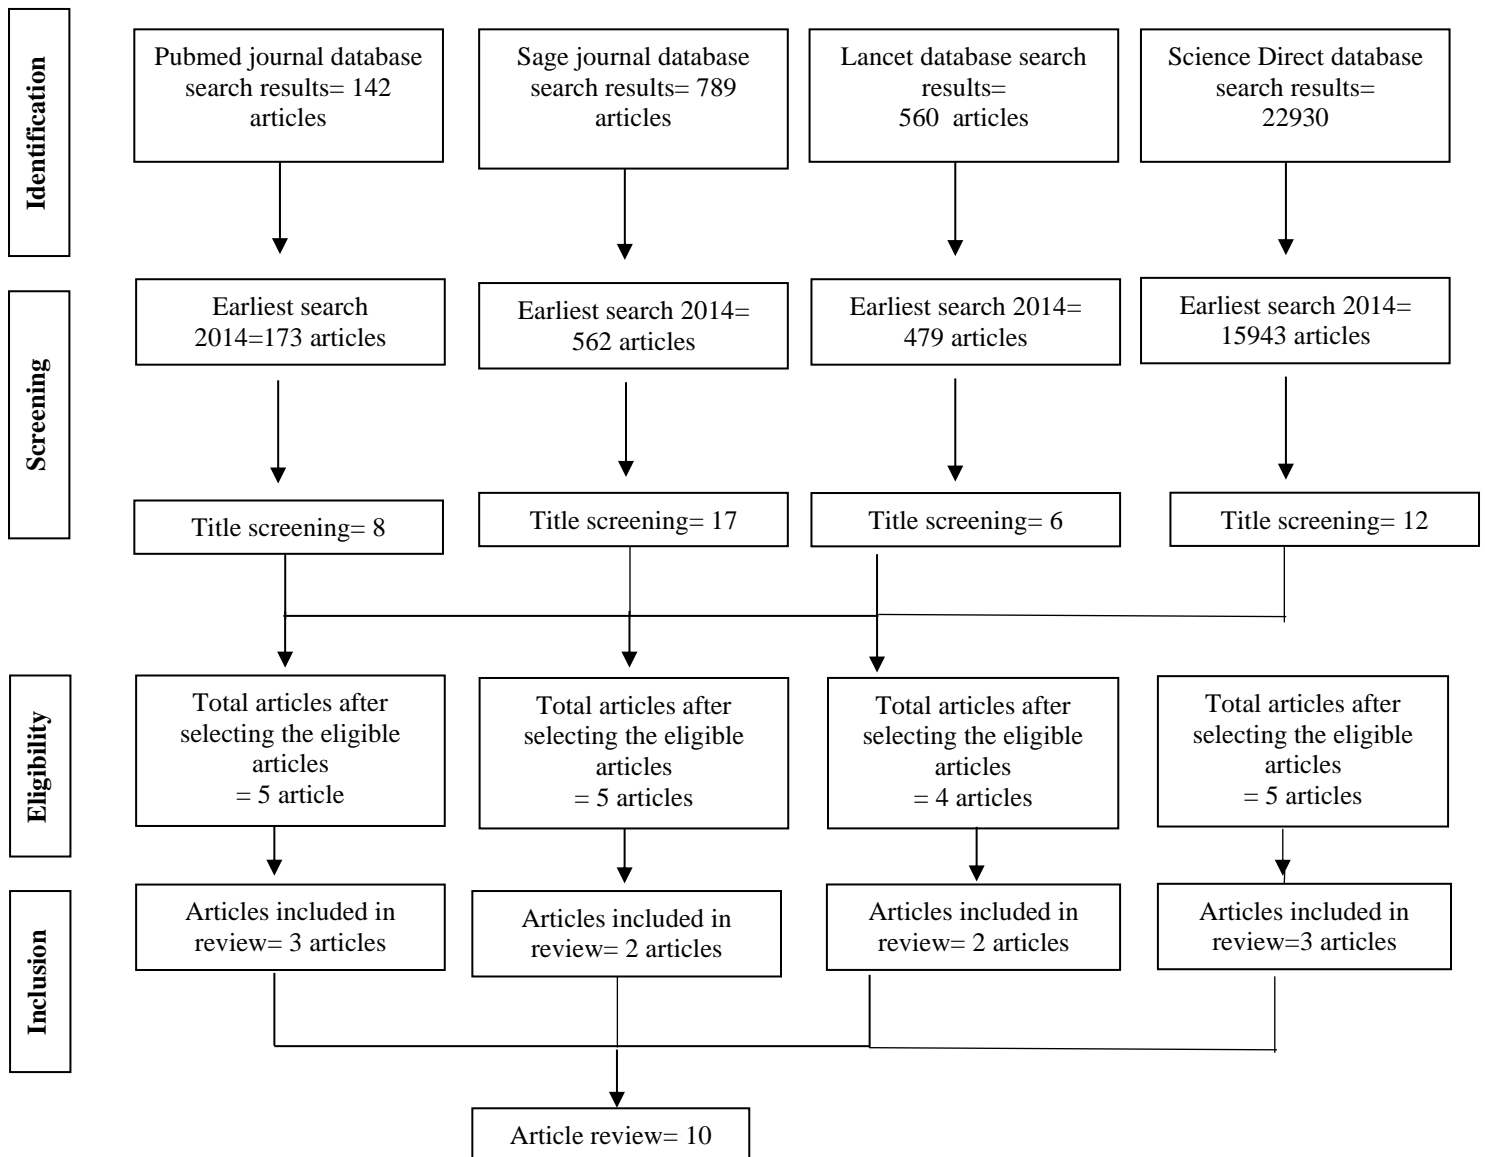 Identification
Pubmed journal database
search results= 142
articles
Sage journal database
search results= 789
articles
Lancet database search
results=
560 articles
Science Direct database
search results=
22930
Screening
Earliest search
2014=173 articles
Earliest search 2014=
562 articles
Earliest search 2014=
479 articles
Earliest search 2014=
15943 articles
Title screening= 8
Title screening= 17
Title screening= 6
Title screening= 12
Eligibility
Total articles after
selecting the eligible
articles
= 5 article
Total articles after
selecting the eligible
articles
= 5 articles
Total articles after
selecting the eligible
articles
= 4 articles
Total articles after
selecting the eligible
articles
= 5 articles
Inclusion
Articles included in
review= 3 articles
Articles included in
review= 2 articles
Articles included in
review= 2 articles
Articles included in
review=3 articles
Article review= 10